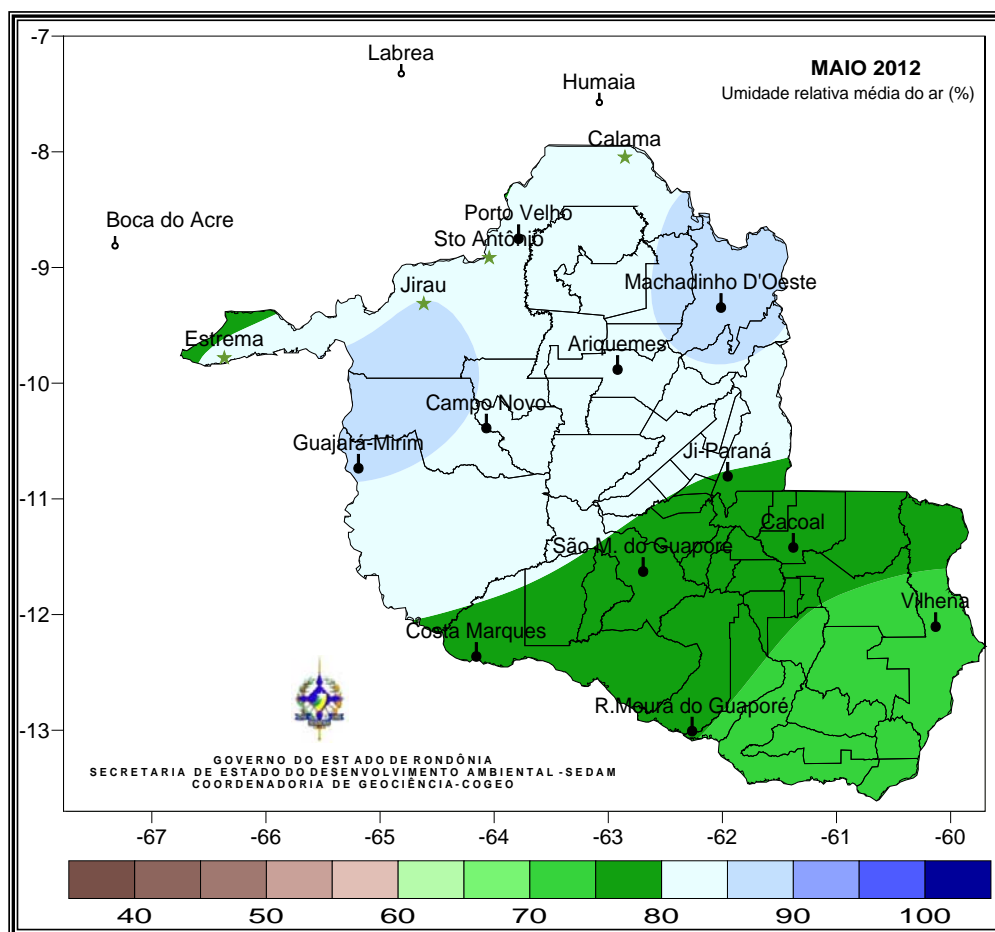 MAIO 2012
Umidade relativa média do ar (%)
Labrea
Humaia
Calama
Boca do Acre
Porto Velho
Sto Antônio
Jirau
Machadinho D'Oeste
Estrema
Ariquemes
Campo Novo
Guajará-Mirim
Ji-Paraná
Cacoal
São M. do Guaporé
Vilhena
Costa Marques
R.Moura do Guaporé
GOVERNO DO ESTADO DE RONDÔNIA
SECRETARIA DE ESTADO DO DESENVOLVIMENTO AMBIENTAL -SEDAM
COORDENADORIA DE GEOCIÊNCIA-COGEO
-7
-8
-9
-10
-11
-12
-13
-67 -66 -65 -64 -63 -62 -61 -60
40 50 60 70 80 90 100